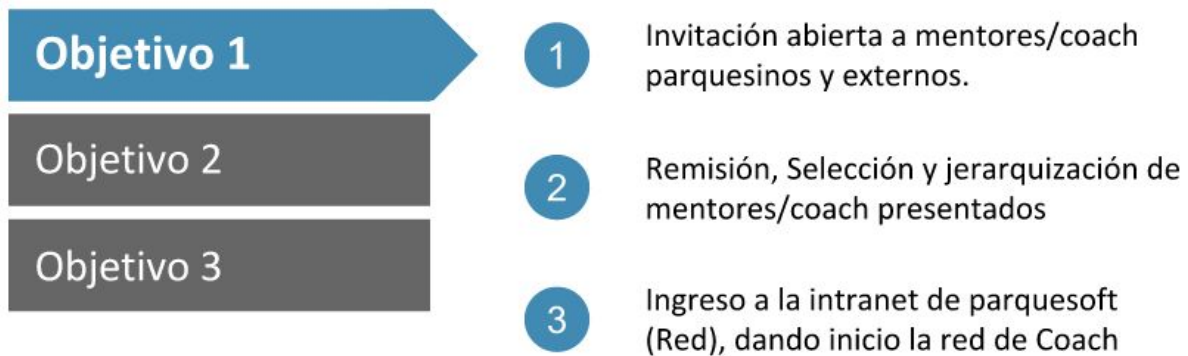 Objetivo 1
Objetivo 2
Objetivo 3
1
Invitación abierta a mentores/coach
parquesinos y externos.
2
Remisión, Selección y jerarquización de
mentores/coach presentados
3
Ingreso a la intranet de parquesoft
(Red), dando inicio la red de Coach